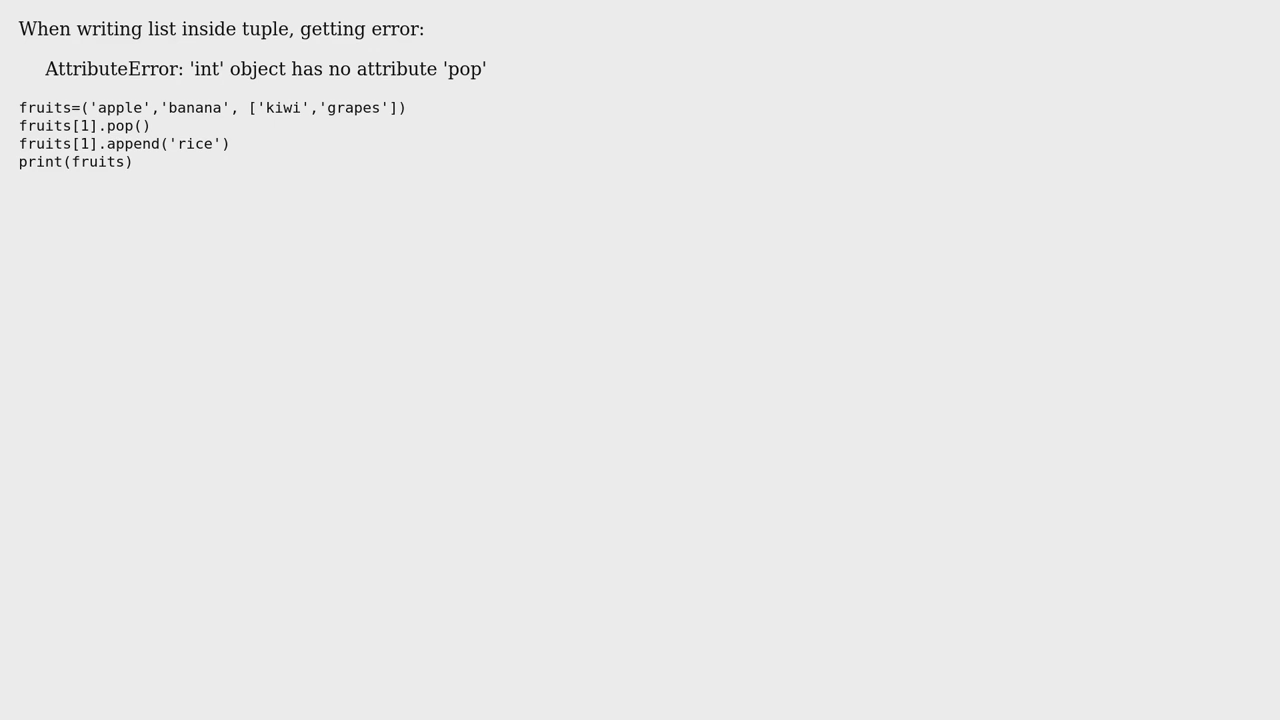 When writing list inside tuple, getting error:
AttributeError: 'int' object has no attribute 'pop'
fruits=('apple','banana', ['kiwi','grapes'])
fruits[1].pop()
fruits[1].append('rice')
print(fruits)